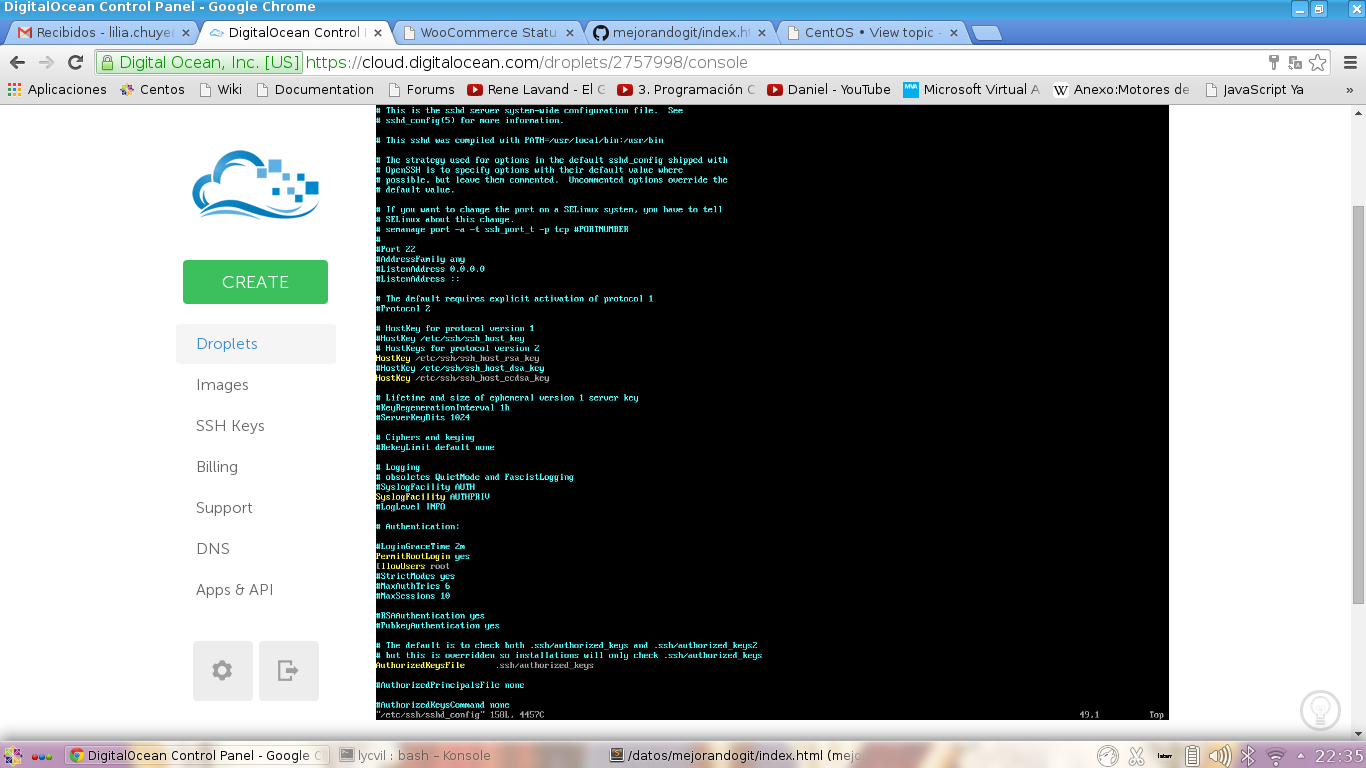 DigitalOcean Control Panel - Google Chrome
Recibidos - lilia.chuye
DigitalOcean Control
WooCommerce Statu
mejorandogit/index.h
CentOS • View topic -
Digital Ocean, Inc. [US] https://cloud.digitalocean.com/droplets/2757998/console
Aplicaciones Centos Wiki Documentation Forums Rene Lavand - El G 3. Programación C Daniel - YouTube Microsoft Virtual A Anexo:Motores de JavaScript Ya »
CREATE
Droplets
Images
SSH Keys
Billing
Support
DNS
Apps & API
# This is the sshd server system-wide configuration file.  See
# sshd_config(5) for more information.
# This sshd was compiled with PATH=/usr/local/bin:/usr/bin
# The strategy used for options in the default sshd_config shipped with
# OpenSSH is to specify options with their default value where
# possible, but leave them commented.  Uncommented options override the
# default value.
# If you want to change the port on a SELinux system, you have to tell
# SELinux about this change.
# semanage port -a -t ssh_port_t -p tcp #PORTNUMBER
#
#Port 22
#AddressFamily any
#ListenAddress 0.0.0.0
#ListenAddress ::
# The default requires explicit activation of protocol 1
#Protocol 2
# HostKey for protocol version 1
#HostKey /etc/ssh/ssh_host_key
# HostKeys for protocol version 2
HostKey /etc/ssh/ssh_host_rsa_key
#HostKey /etc/ssh/ssh_host_dsa_key
HostKey /etc/ssh/ssh_host_ecdsa_key
# Lifetime and size of ephemeral version 1 server key
#KeyRegenerationInterval 1h
#ServerKeyBits 1024
# Ciphers and keying
#RekeyLimit default none
# Logging
# obsoletes QuietMode and FascistLogging
#SyslogFacility AUTH
SyslogFacility AUTHPRIV
#LogLevel INFO
# Authentication:
#LoginGraceTime 2m
PermitRootLogin yes
llowUsers root
#StrictModes yes
#MaxAuthTries 6
#MaxSessions 10
#RSAAuthentication yes
#PubkeyAuthentication yes
# The default is to check both .ssh/authorized_keys and .ssh/authorized_keys2
# but this is overridden so installations will only check .ssh/authorized_keys
AuthorizedKeysFile      .ssh/authorized_keys
#AuthorizedPrincipalsFile none
#AuthorizedKeysCommand none
"/etc/ssh/sshd_config" 158L, 4457C 49,1 Top
DigitalOcean Control Panel - Google C
lycvil : bash – Konsole
/datos/mejorandogit/index.html (mejo
22:35